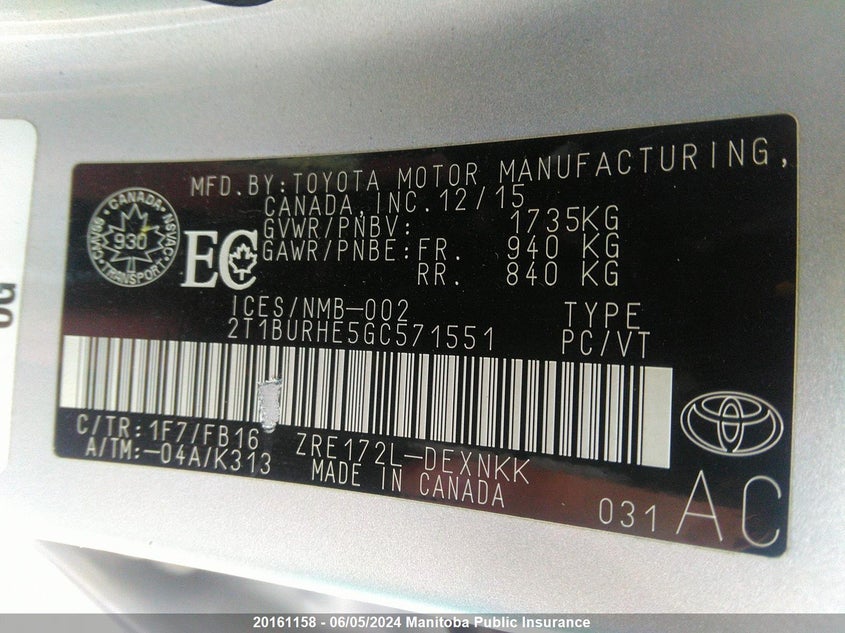 MFD.BY:TOYOTA MOTOR MANUFACTURING,
CANADA,INC.12/15
GVWR/PNBV: 1735KG
GAWR/PNBE:FR. 940 KG
RR. 840 KG
CANADA
CMVSS
NSVAC
930
TRANSPORT
EC
ICES/NMB-002 TYPE
2T1BURHE5GC571551 PC/VT
C/TR:1F7/FB16 ZRE172L-DEXNKK
A/TM:-04A/K313 MADE IN CANADA
031 AC
20161158 - 06/05/2024 Manitoba Public Insurance